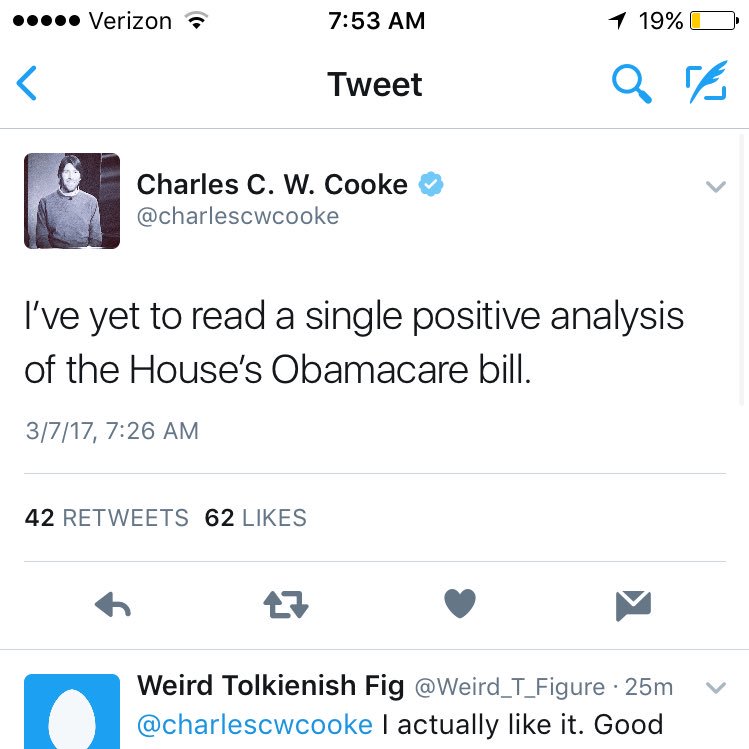 Verizon 7:53 AM 19%
Tweet
Charles C. W. Cooke
@charlescwcooke
I've yet to read a single positive analysis
of the House's Obamacare bill.
3/7/17, 7:26 AM
42 RETWEETS 62 LIKES
Weird Tolkienish Fig @Weird_T_Figure · 25m
@charlescwcooke I actually like it. Good